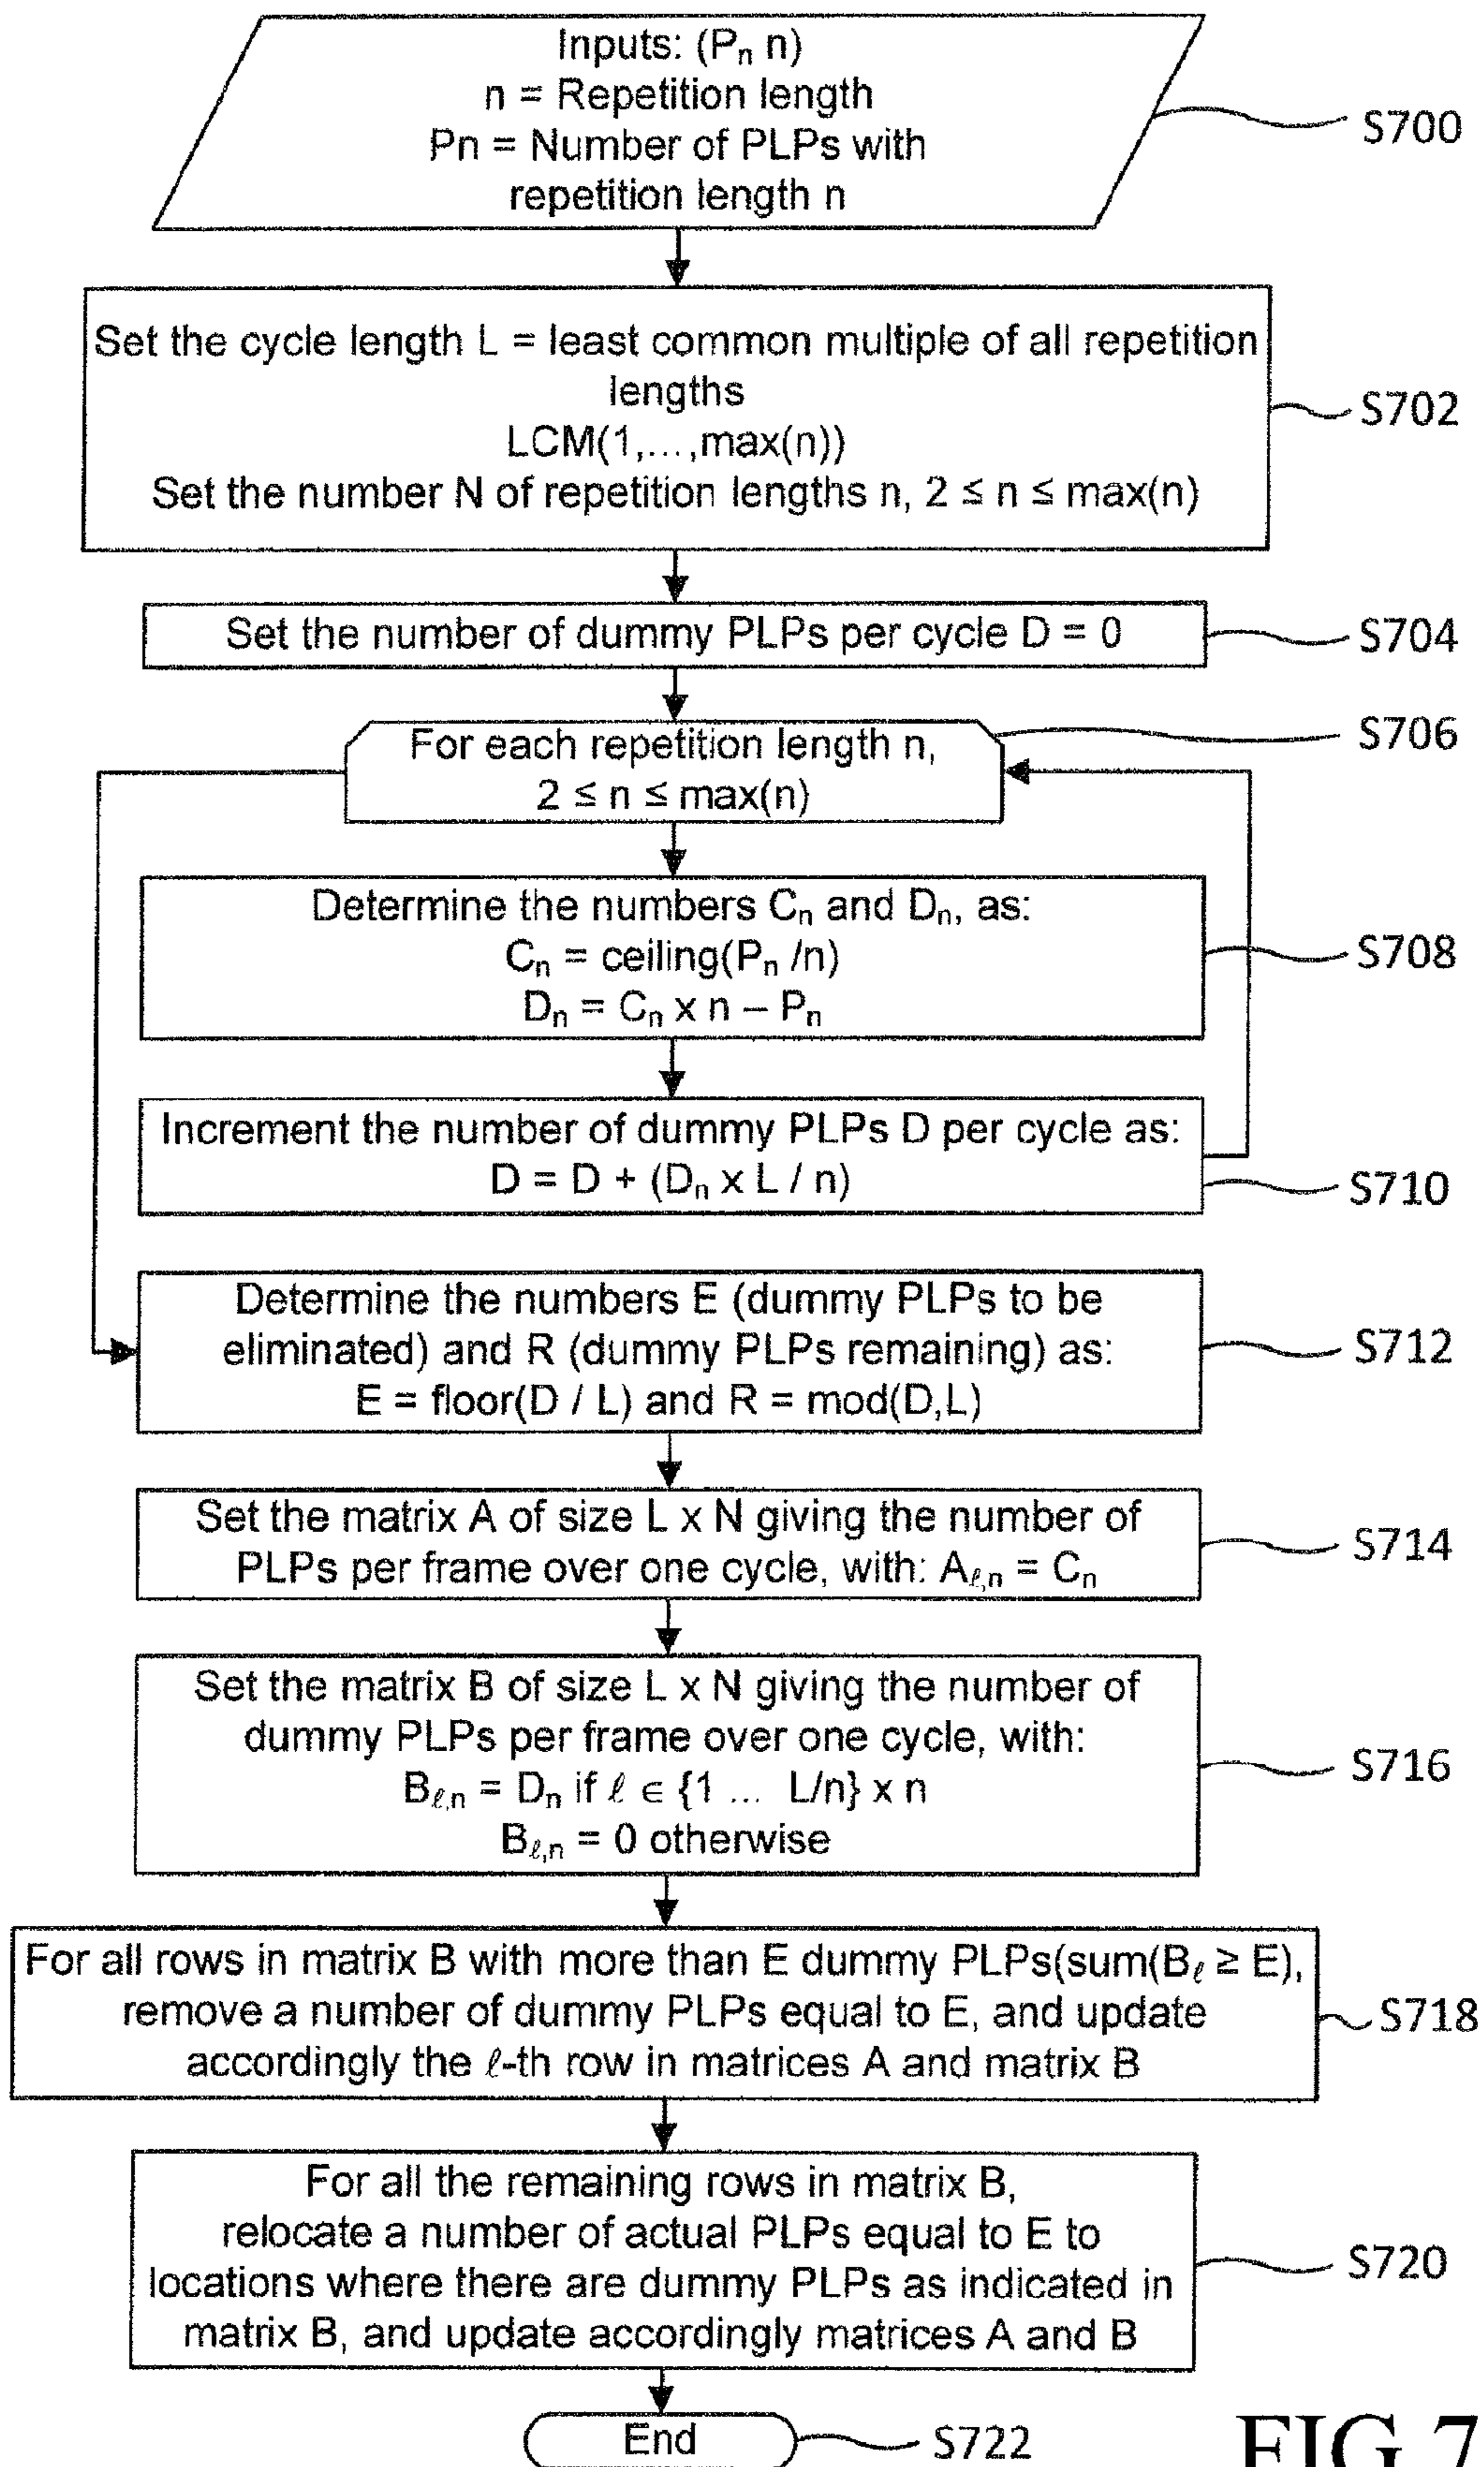 Inputs: (Pₙ n)
n = Repetition length
Pn = Number of PLPs with
repetition length n
S700
Set the cycle length L = least common multiple of all repetition
lengths
LCM(1,...,max(n))
Set the number N of repetition lengths n, 2 ≤ n ≤ max(n)
S702
Set the number of dummy PLPs per cycle D = 0
S704
For each repetition length n,
2 ≤ n ≤ max(n)
S706
Determine the numbers Cₙ and Dₙ, as:
Cₙ = ceiling(Pₙ /n)
Dₙ = Cₙ x n – Pₙ
S708
Increment the number of dummy PLPs D per cycle as:
D = D + (Dₙ x L / n)
S710
Determine the numbers E (dummy PLPs to be
eliminated) and R (dummy PLPs remaining) as:
E = floor(D / L) and R = mod(D,L)
S712
Set the matrix A of size L x N giving the number of
PLPs per frame over one cycle, with: A_ℓ,n = Cₙ
S714
Set the matrix B of size L x N giving the number of
dummy PLPs per frame over one cycle, with:
B_ℓ,n = Dₙ if ℓ ∈ {1 ... L/n} x n
B_ℓ,n = 0 otherwise
S716
For all rows in matrix B with more than E dummy PLPs(sum(B_ℓ ≥ E),
remove a number of dummy PLPs equal to E, and update
accordingly the ℓ-th row in matrices A and matrix B
S718
For all the remaining rows in matrix B,
relocate a number of actual PLPs equal to E to
locations where there are dummy PLPs as indicated in
matrix B, and update accordingly matrices A and B
S720
End
S722
FIG 7